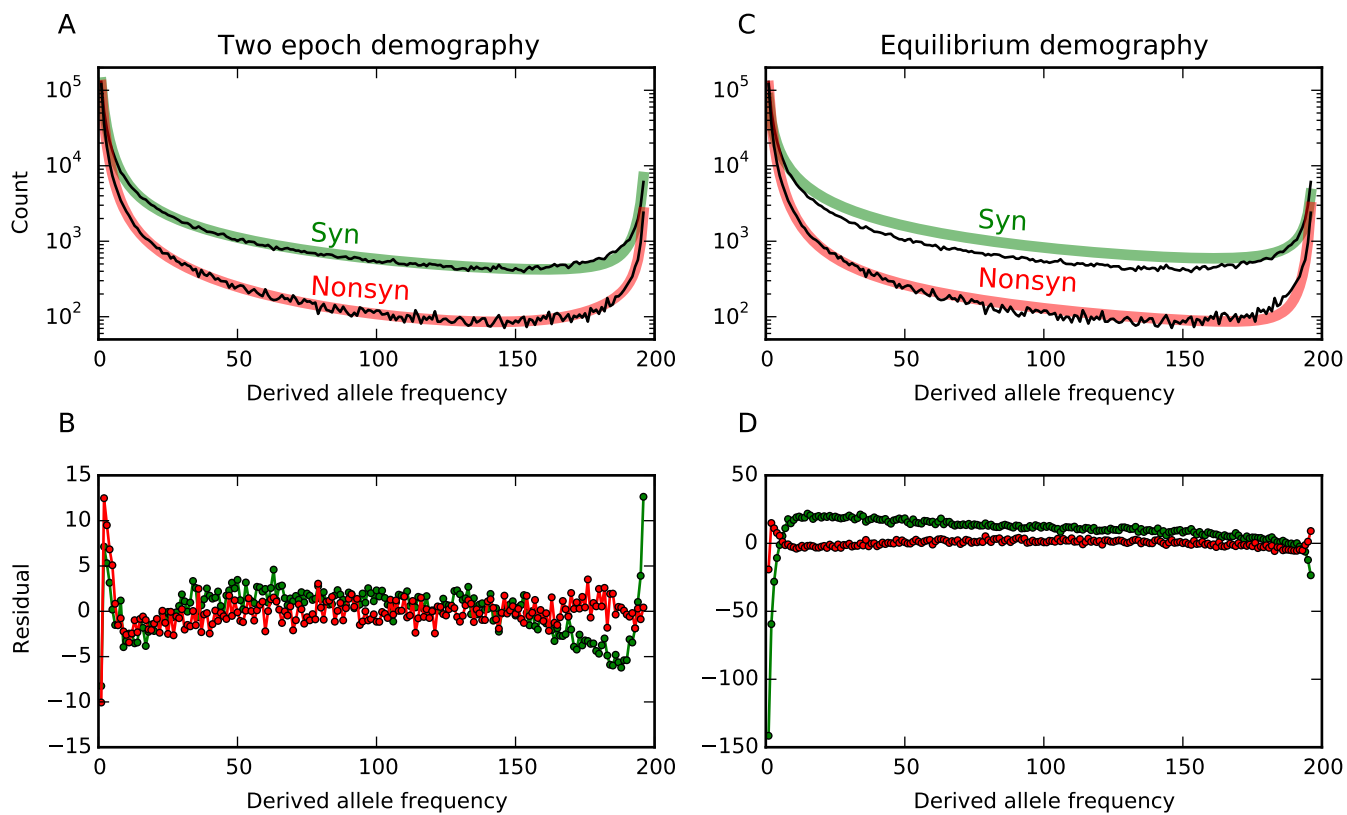 A
Two epoch demography
10^5
10^4
10^3
10^2
Count
Syn
Nonsyn
0 50 100 150 200
Derived allele frequency
B
15
10
5
0
−5
−10
−15
Residual
0 50 100 150 200
Derived allele frequency
C
Equilibrium demography
10^5
10^4
10^3
10^2
Syn
Nonsyn
0 50 100 150 200
Derived allele frequency
D
50
0
−50
−100
−150
0 50 100 150 200
Derived allele frequency